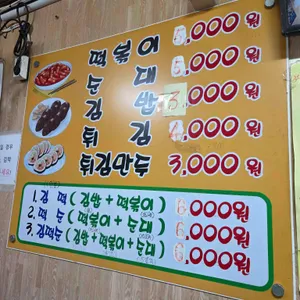 떡볶이 5,000원
순대 5,000원
김밥 3,000원
튀김 4,000원
튀김만두 3,000원
1. 김떡 (김밥 + 떡볶이) 6,000원
2. 떡순 (떡볶이 + 순대) 6,000원
3. 김떡순 (김밥 + 떡볶이 + 순대) 6,000원